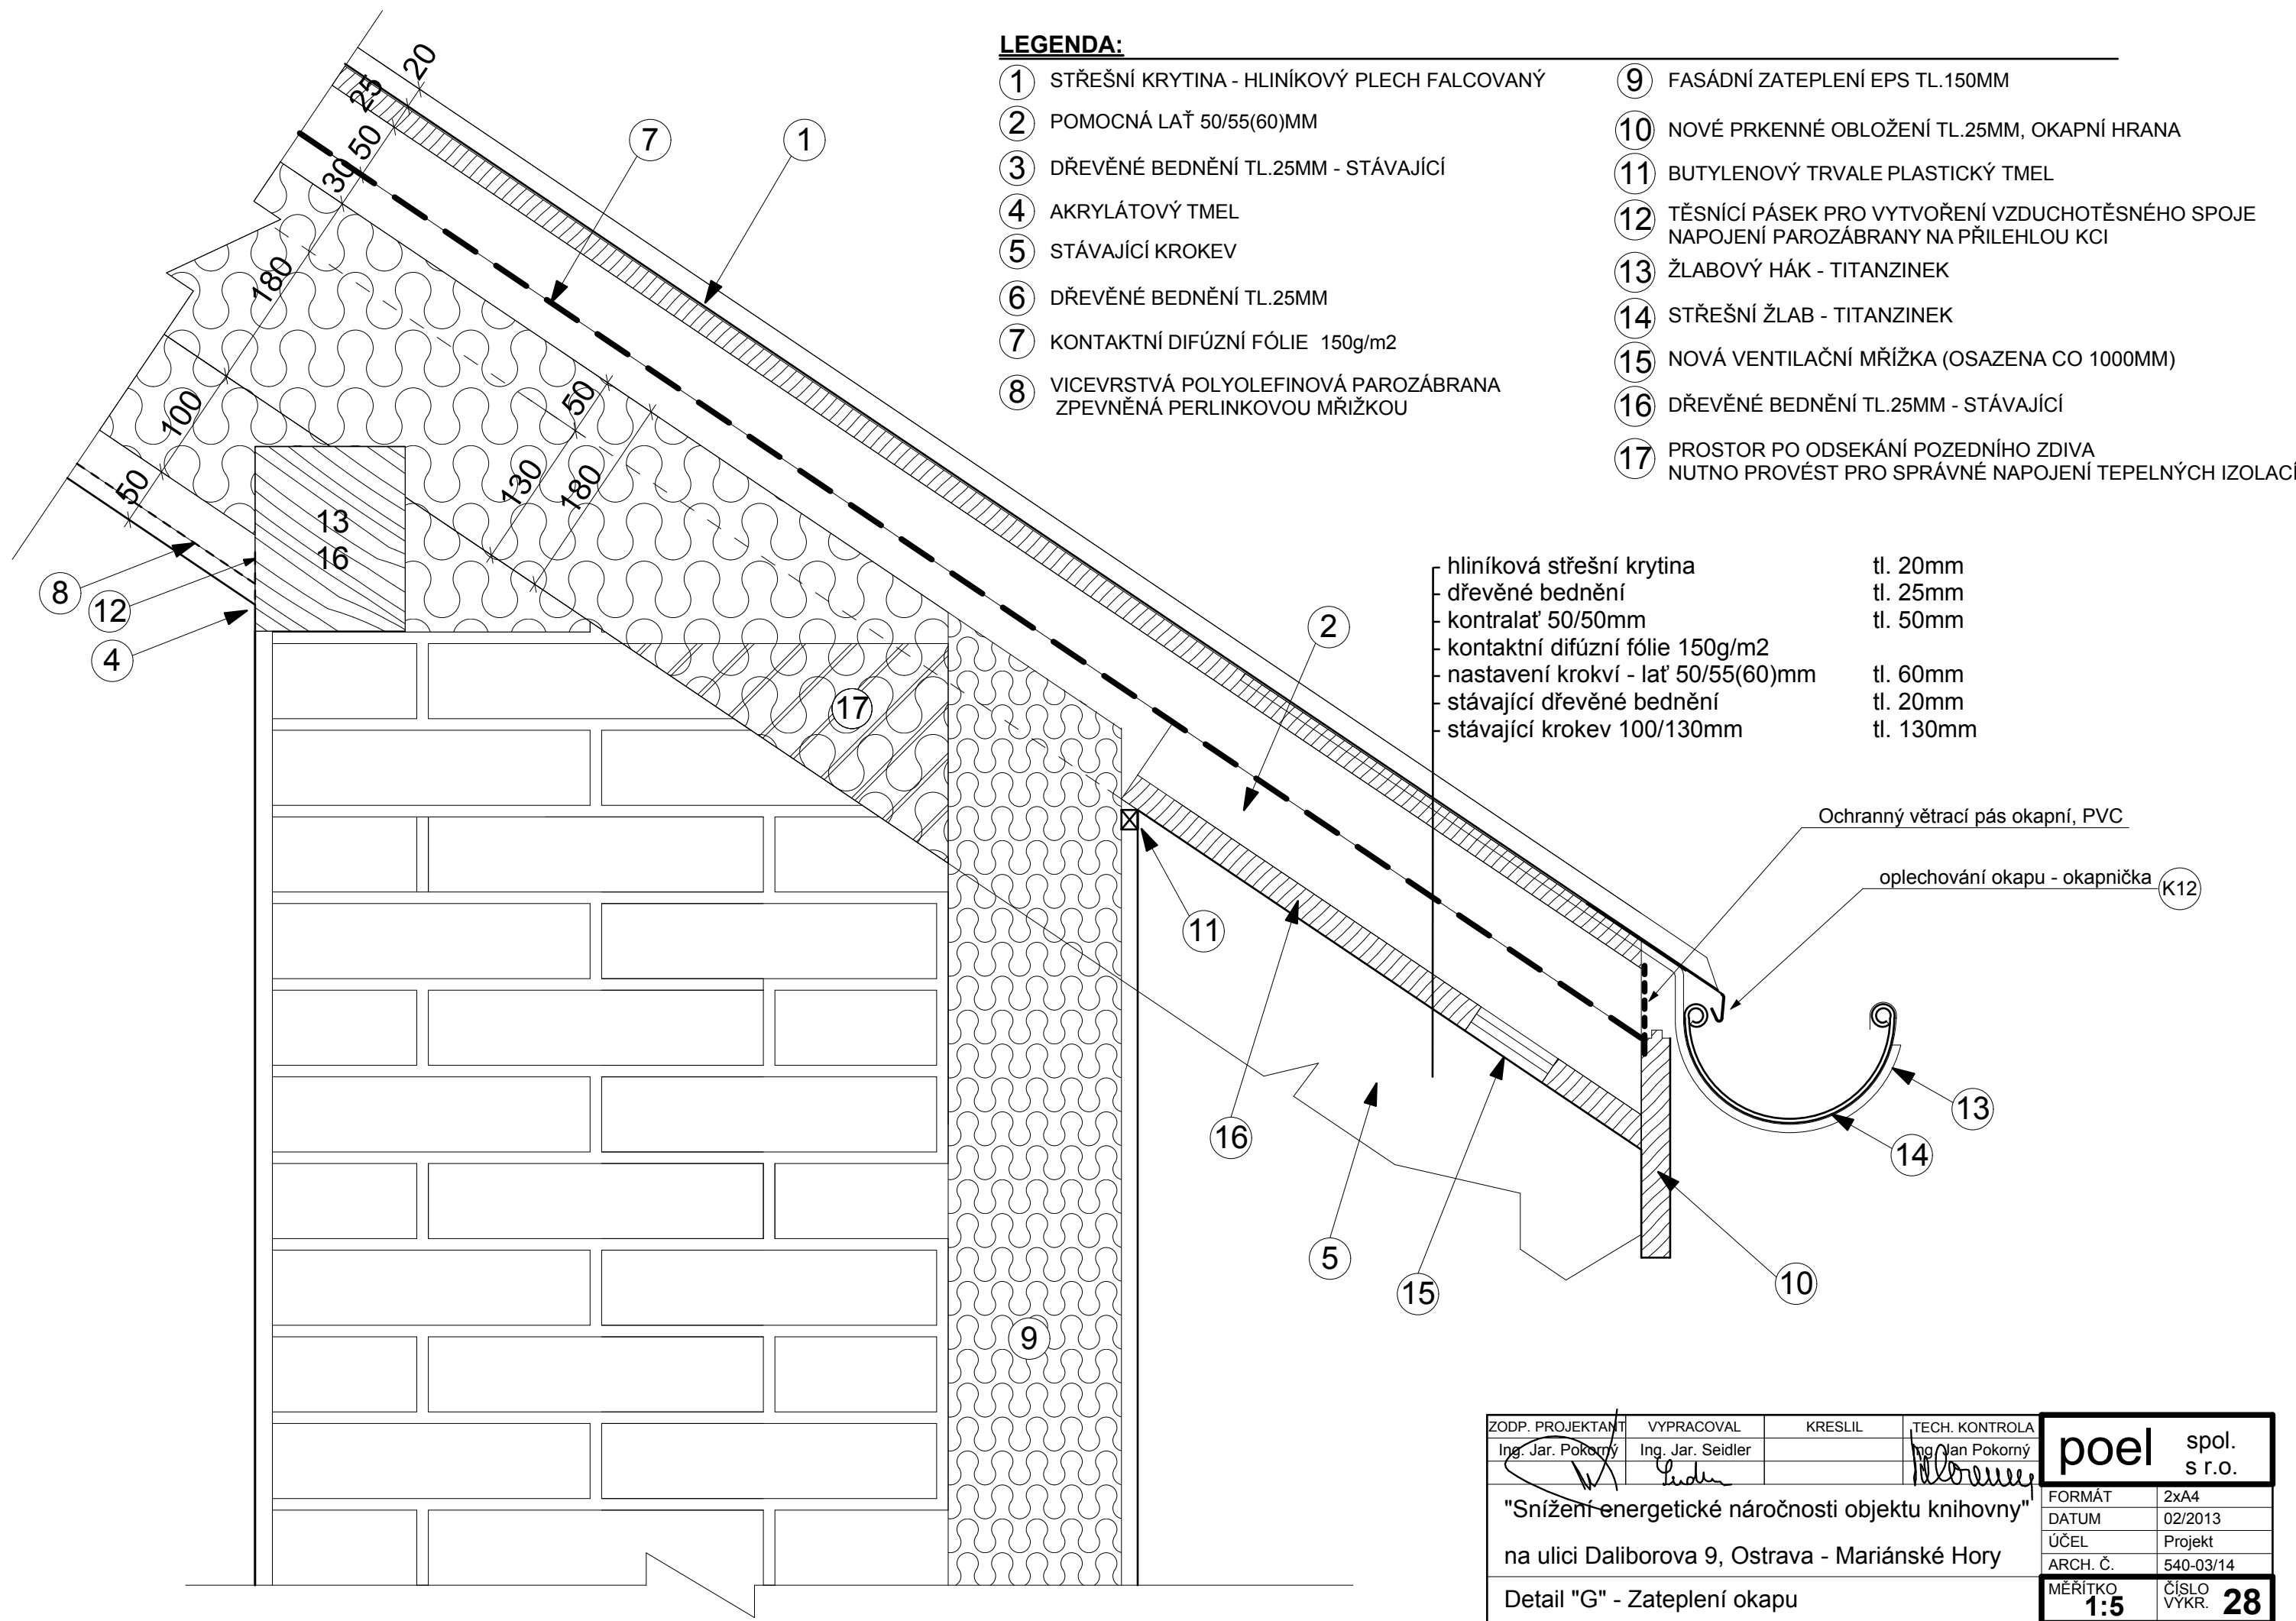 LEGENDA:
1 STŘEŠNÍ KRYTINA - HLINÍKOVÝ PLECH FALCOVANÝ
2 POMOCNÁ LAŤ 50/55(60)MM
3 DŘEVĚNÉ BEDNĚNÍ TL.25MM - STÁVAJÍCÍ
4 AKRYLÁTOVÝ TMEL
5 STÁVAJÍCÍ KROKEV
6 DŘEVĚNÉ BEDNĚNÍ TL.25MM
7 KONTAKTNÍ DIFÚZNÍ FÓLIE 150g/m2
8 VICEVRSTVÁ POLYOLEFINOVÁ PAROZÁBRANA
ZPEVNĚNÁ PERLINKOVOU MŘIŽKOU
9 FASÁDNÍ ZATEPLENÍ EPS TL.150MM
10 NOVÉ PRKENNÉ OBLOŽENÍ TL.25MM, OKAPNÍ HRANA
11 BUTYLENOVÝ TRVALE PLASTICKÝ TMEL
12 TĚSNÍCÍ PÁSEK PRO VYTVOŘENÍ VZDUCHOTĚSNÉHO SPOJE
NAPOJENÍ PAROZÁBRANY NA PŘILEHLOU KCI
13 ŽLABOVÝ HÁK - TITANZINEK
14 STŘEŠNÍ ŽLAB - TITANZINEK
15 NOVÁ VENTILAČNÍ MŘÍŽKA (OSAZENA CO 1000MM)
16 DŘEVĚNÉ BEDNĚNÍ TL.25MM - STÁVAJÍCÍ
17 PROSTOR PO ODSEKÁNÍ POZEDNÍHO ZDIVA
NUTNO PROVÉST PRO SPRÁVNÉ NAPOJENÍ TEPELNÝCH IZOLACÍ
20
25
50
30
180
100
50
7
1
50
130
180
13
16
8
12
4
17
2
hliníková střešní krytina tl. 20mm
dřevěné bednění tl. 25mm
kontralať 50/50mm tl. 50mm
kontaktní difúzní fólie 150g/m2
nastavení krokví - lať 50/55(60)mm tl. 60mm
stávající dřevěné bednění tl. 20mm
stávající krokev 100/130mm tl. 130mm
Ochranný větrací pás okapní, PVC
oplechování okapu - okapnička K12
11
16
5
15
13
14
10
9
ZODP. PROJEKTANT VYPRACOVAL KRESLIL TECH. KONTROLA
Ing. Jar. Pokorný Ing. Jar. Seidler Ing. Jan Pokorný
poel spol.
s r.o.
"Snížení energetické náročnosti objektu knihovny"
na ulici Daliborova 9, Ostrava - Mariánské Hory
Detail "G" - Zateplení okapu
FORMÁT 2xA4
DATUM 02/2013
ÚČEL Projekt
ARCH. Č. 540-03/14
MĚŘÍTKO 1:5
ČÍSLO VÝKR. 28